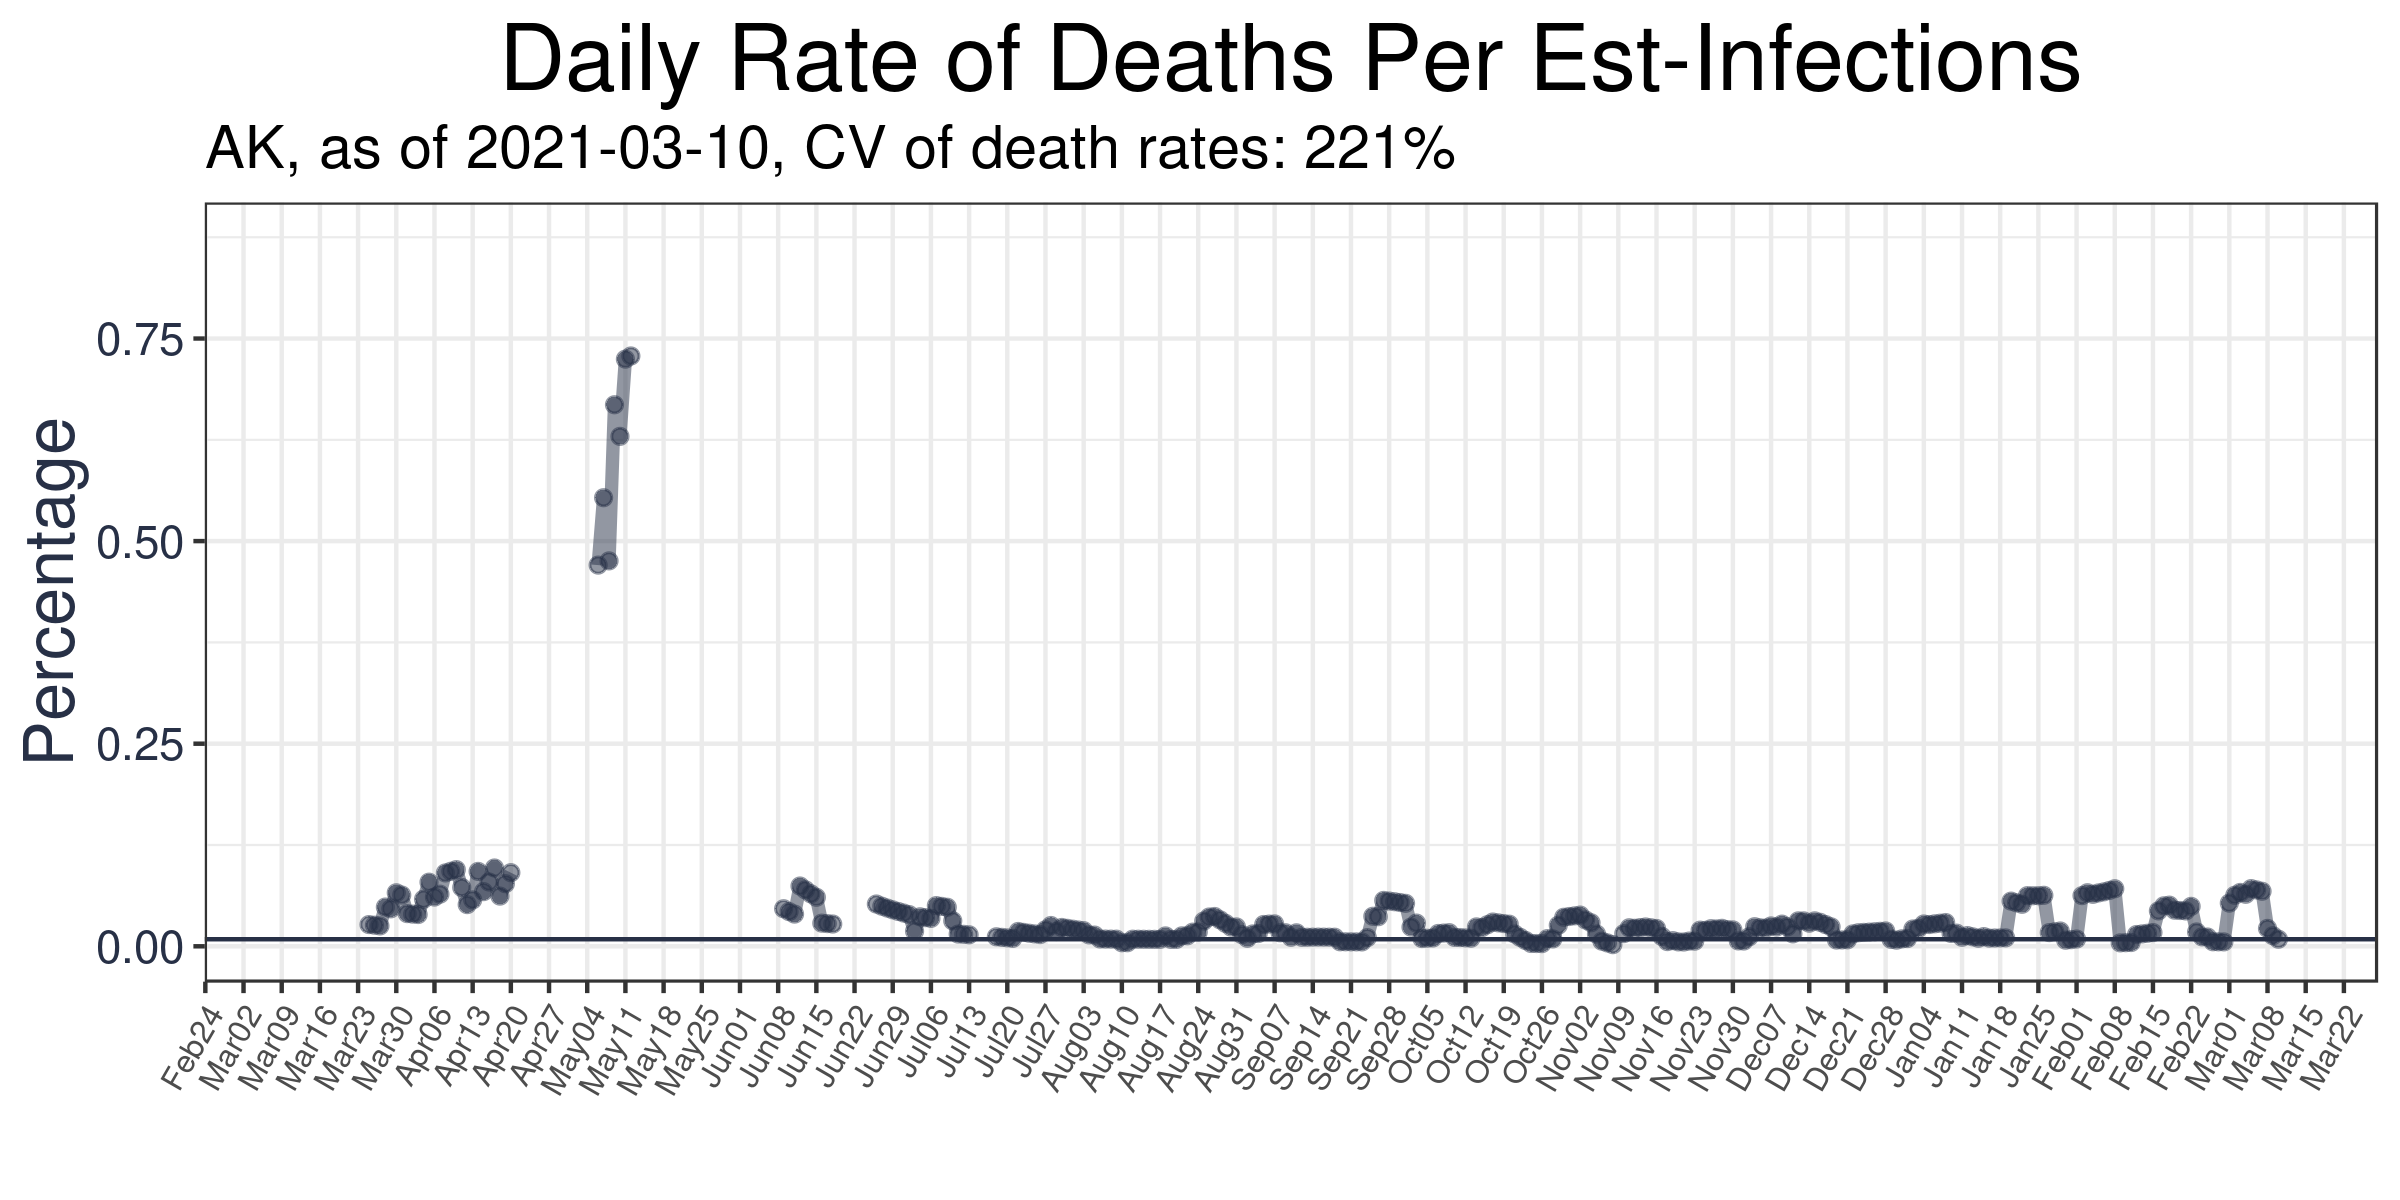 Daily Rate of Deaths Per Est-Infections
AK, as of 2021-03-10, CV of death rates: 221%
Percentage
0.75
0.50
0.25
0.00
Feb24
Mar02
Mar09
Mar16
Mar23
Mar30
Apr06
Apr13
Apr20
Apr27
May04
May11
May18
May25
Jun01
Jun08
Jun15
Jun22
Jun29
Jul06
Jul13
Jul20
Jul27
Aug03
Aug10
Aug17
Aug24
Aug31
Sep07
Sep14
Sep21
Sep28
Oct05
Oct12
Oct19
Oct26
Nov02
Nov09
Nov16
Nov23
Nov30
Dec07
Dec14
Dec21
Dec28
Jan04
Jan11
Jan18
Jan25
Feb01
Feb08
Feb15
Feb22
Mar01
Mar08
Mar15
Mar22